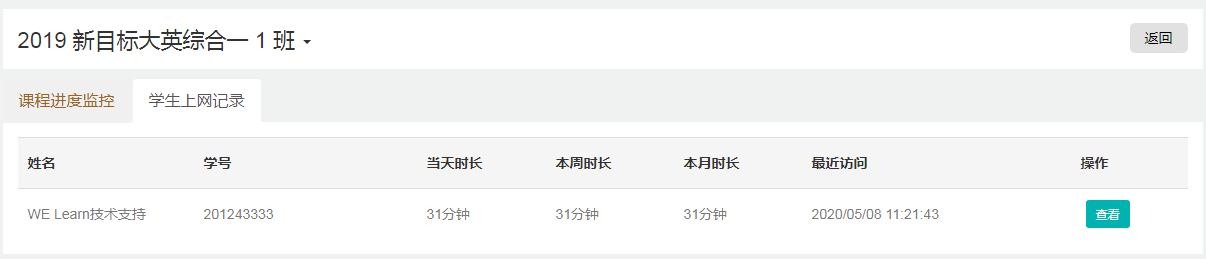 2019 新目标大英综合一 1 班
返回
课程进度监控 学生上网记录
姓名 学号 当天时长 本周时长 本月时长 最近访问 操作
WE Learn技术支持 201243333 31分钟 31分钟 31分钟 2020/05/08 11:21:43 查看